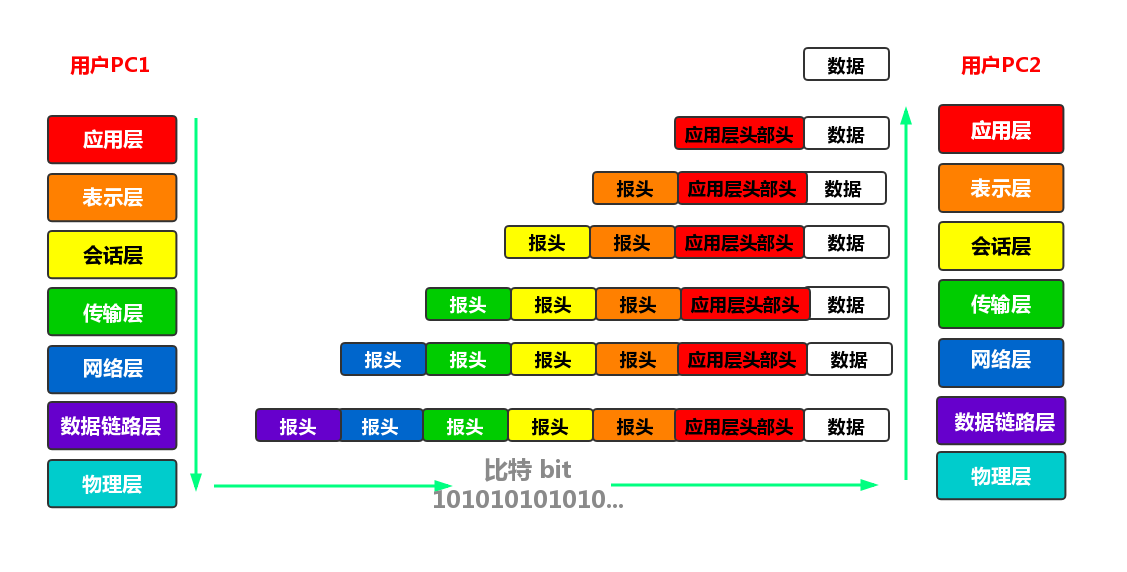 用户PC1
数据
用户PC2
应用层
应用层头部头
数据
应用层
表示层
报头
应用层头部头
数据
表示层
会话层
报头
报头
应用层头部头
数据
会话层
传输层
报头
报头
报头
应用层头部头
数据
传输层
网络层
报头
报头
报头
报头
应用层头部头
数据
网络层
数据链路层
报头
报头
报头
报头
报头
应用层头部头
数据
数据链路层
物理层
比特 bit
101010101010...
物理层